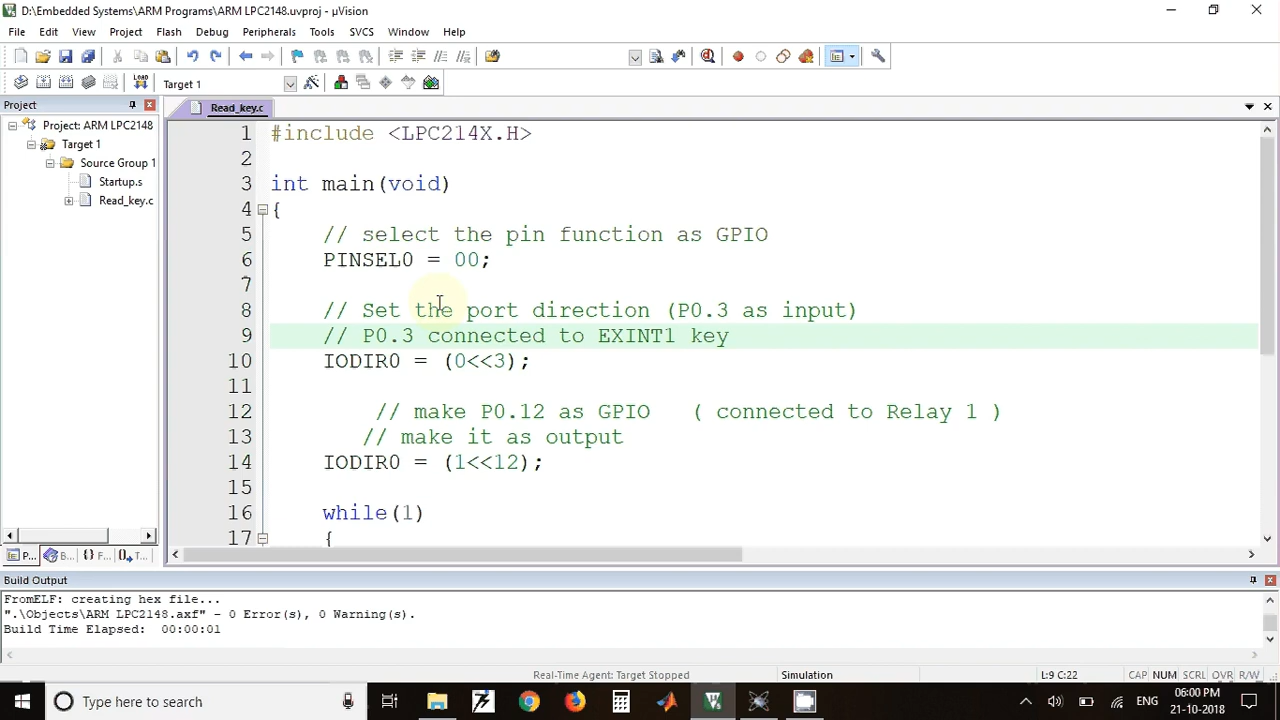 D:\Embedded Systems\ARM Programs\ARM LPC2148.uvproj - µVision
File Edit View Project Flash Debug Peripherals Tools SVCS Window Help
LOAD Target 1
Project
Read_key.c
Project: ARM LPC2148
Target 1
Source Group 1
Startup.s
Read_key.c
1 #include <LPC214X.H>
2
3 int main(void)
4 {
5 // select the pin function as GPIO
6 PINSEL0 = 00;
7
8 // Set the port direction (P0.3 as input)
9 // P0.3 connected to EXINT1 key
10 IODIR0 = (0<<3);
11
12 // make P0.12 as GPIO ( connected to Relay 1 )
13 // make it as output
14 IODIR0 = (1<<12);
15
16 while(1)
17 {
P... B... {} F... 0 T...
Build Output
FromELF: creating hex file...
".\Objects\ARM LPC2148.axf" - 0 Error(s), 0 Warning(s).
Build Time Elapsed: 00:00:01
Real-Time Agent: Target Stopped Simulation L:9 C:22 CAP NUM SCRL OVR R/W
Type here to search
ENG
06:00 PM
21-10-2018